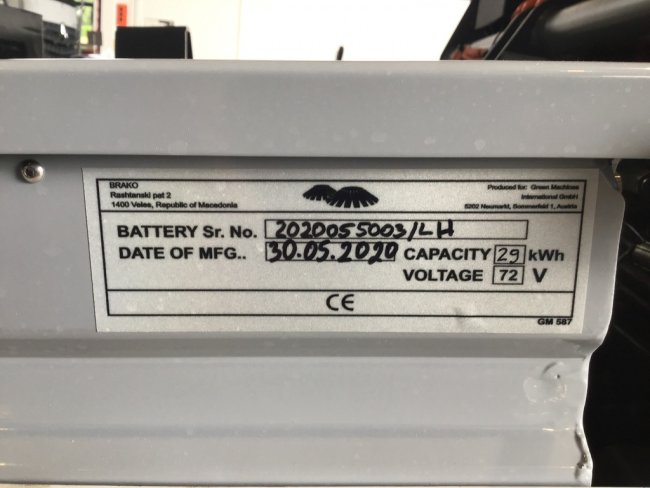 BRAKO
Rashtanski pat 2
1400 Veles, Republic of Macedonia
Produced for: Green Machines
International GmbH
5202 Neumarkt, Sommerfeld 1, Austria
BATTERY Sr. No. 2020055003/LH
DATE OF MFG.. 30.05.2020 CAPACITY 29 kWh
VOLTAGE 72 V
CE
GM 587